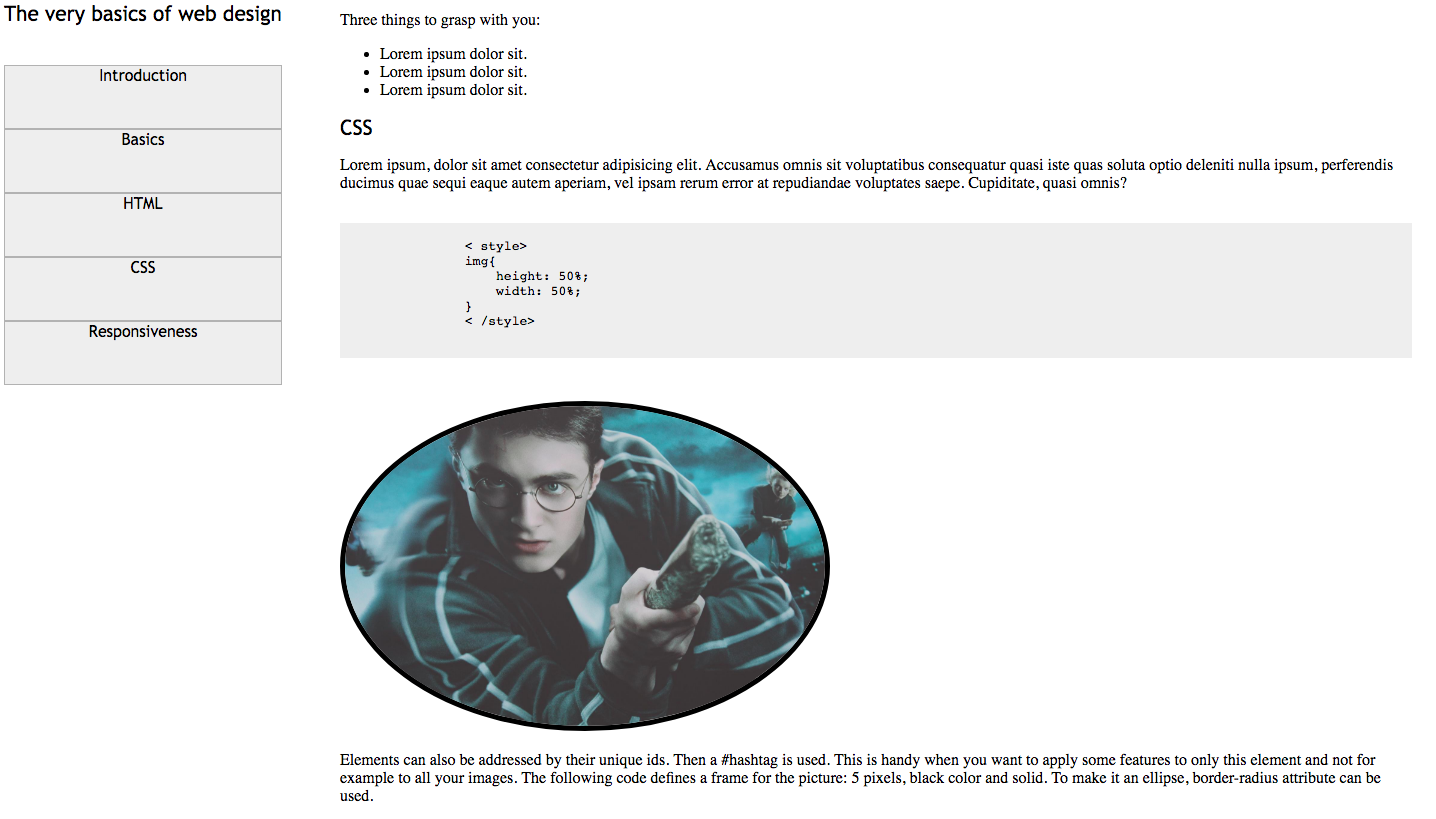 The very basics of web design
Introduction
Basics
HTML
CSS
Responsiveness
Three things to grasp with you:
• Lorem ipsum dolor sit.
• Lorem ipsum dolor sit.
• Lorem ipsum dolor sit.
CSS
Lorem ipsum, dolor sit amet consectetur adipisicing elit. Accusamus omnis sit voluptatibus consequatur quasi iste quas soluta optio deleniti nulla ipsum, perferendis
ducimus quae sequi eaque autem aperiam, vel ipsam rerum error at repudiandae voluptates saepe. Cupiditate, quasi omnis?
< style>
img{
    height: 50%;
    width: 50%;
}
< /style>
Elements can also be addressed by their unique ids. Then a #hashtag is used. This is handy when you want to apply some features to only this element and not for
example to all your images. The following code defines a frame for the picture: 5 pixels, black color and solid. To make it an ellipse, border-radius attribute can be
used.